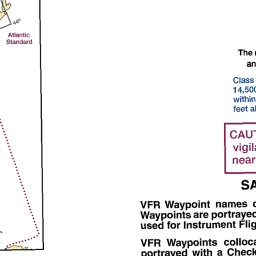 44°
Atlantic
Standard
The
an
Class
14,500
within
feet a
CAUT
vigila
near
SA
VFR Waypoint names
Waypoints are portrayed
used for Instrument Flig
VFR Waypoints colloca
portrayed with a Check